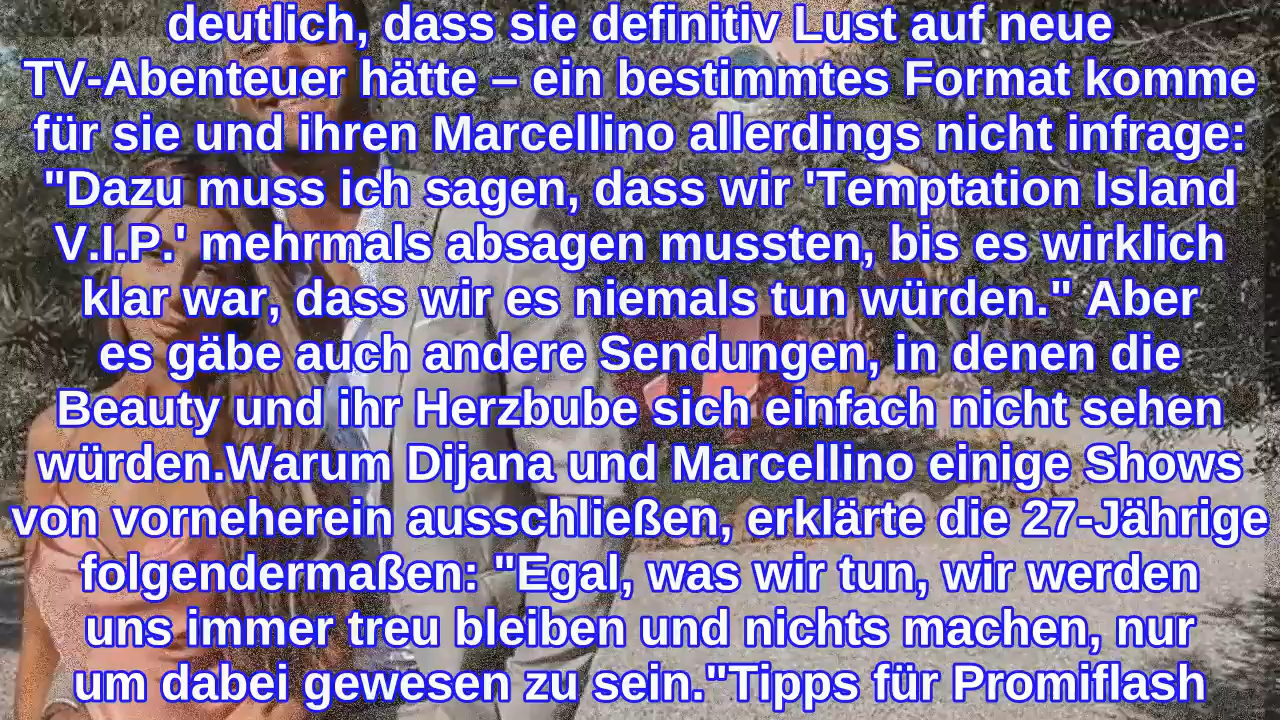 deutlich, dass sie definitiv Lust auf neue
TV-Abenteuer hätte – ein bestimmtes Format komme
für sie und ihren Marcellino allerdings nicht infrage:
"Dazu muss ich sagen, dass wir 'Temptation Island
V.I.P.' mehrmals absagen mussten, bis es wirklich
klar war, dass wir es niemals tun würden." Aber
es gäbe auch andere Sendungen, in denen die
Beauty und ihr Herzbube sich einfach nicht sehen
würden.Warum Dijana und Marcellino einige Shows
von vorneherein ausschließen, erklärte die 27-Jährige
folgendermaßen: "Egal, was wir tun, wir werden
uns immer treu bleiben und nichts machen, nur
um dabei gewesen zu sein."Tipps für Promiflash